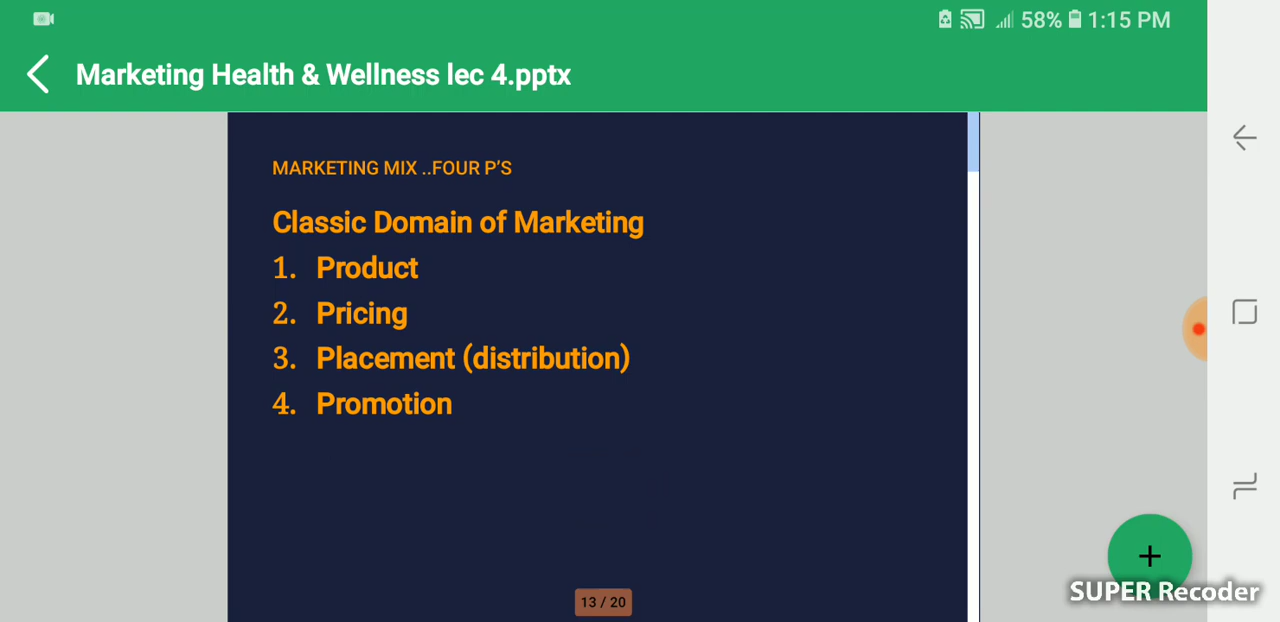 58% 1:15 PM
Marketing Health & Wellness lec 4.pptx
MARKETING MIX ..FOUR P'S
Classic Domain of Marketing
1. Product
2. Pricing
3. Placement (distribution)
4. Promotion
+
13 / 20
SUPER Recoder